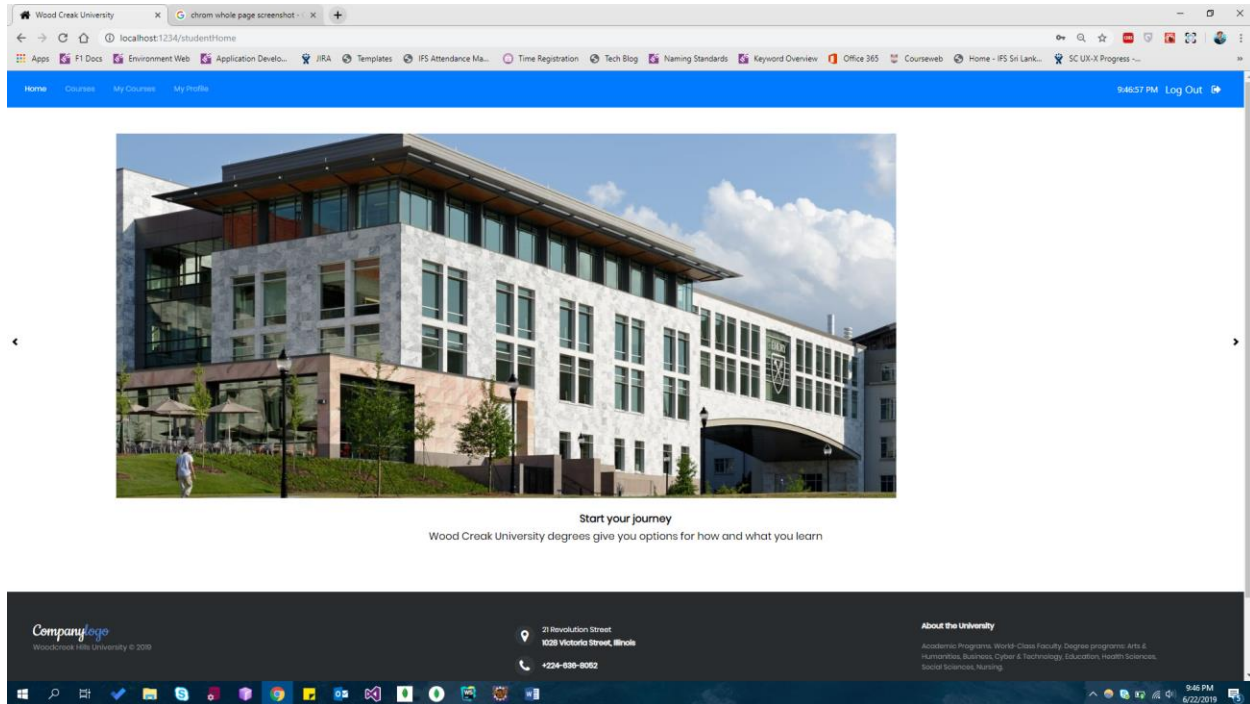 Wood Creak University
chrom whole page screenshot -
localhost:1234/studentHome
Apps F1 Docs Environment Web Application Develo... JIRA Templates IFS Attendance Ma... Time Registration Tech Blog Naming Standards Keyword Overview Office 365 Courseweb Home - IFS Sri Lank... SC UX-X Progress -...
Home Courses My Courses My Profile 9:46:57 PM Log Out
EMORY
Start your journey
Wood Creak University degrees give you options for how and what you learn
Companylogo
Woodcreek Hills University © 2019
21 Revolution Street
1028 Victoria Street, Illinois
+224-636-8052
About the University
Academic Programs. World-Class Faculty. Degree programs: Arts &
Humanities, Business, Cyber & Technology, Education, Health Sciences,
Social Sciences, Nursing.
9:46 PM
6/22/2019